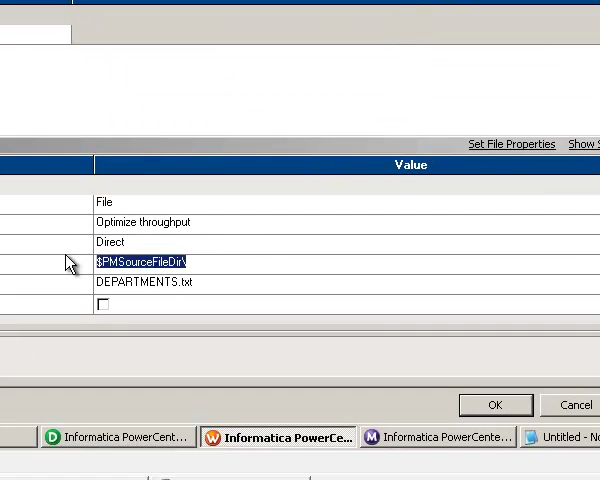 Set File Properties Show
Value
File
Optimize throughput
Direct
$PMSourceFileDir\
DEPARTMENTS.txt
OK Cancel
D Informatica PowerCent... W Informatica PowerCe... M Informatica PowerCente... Untitled - No